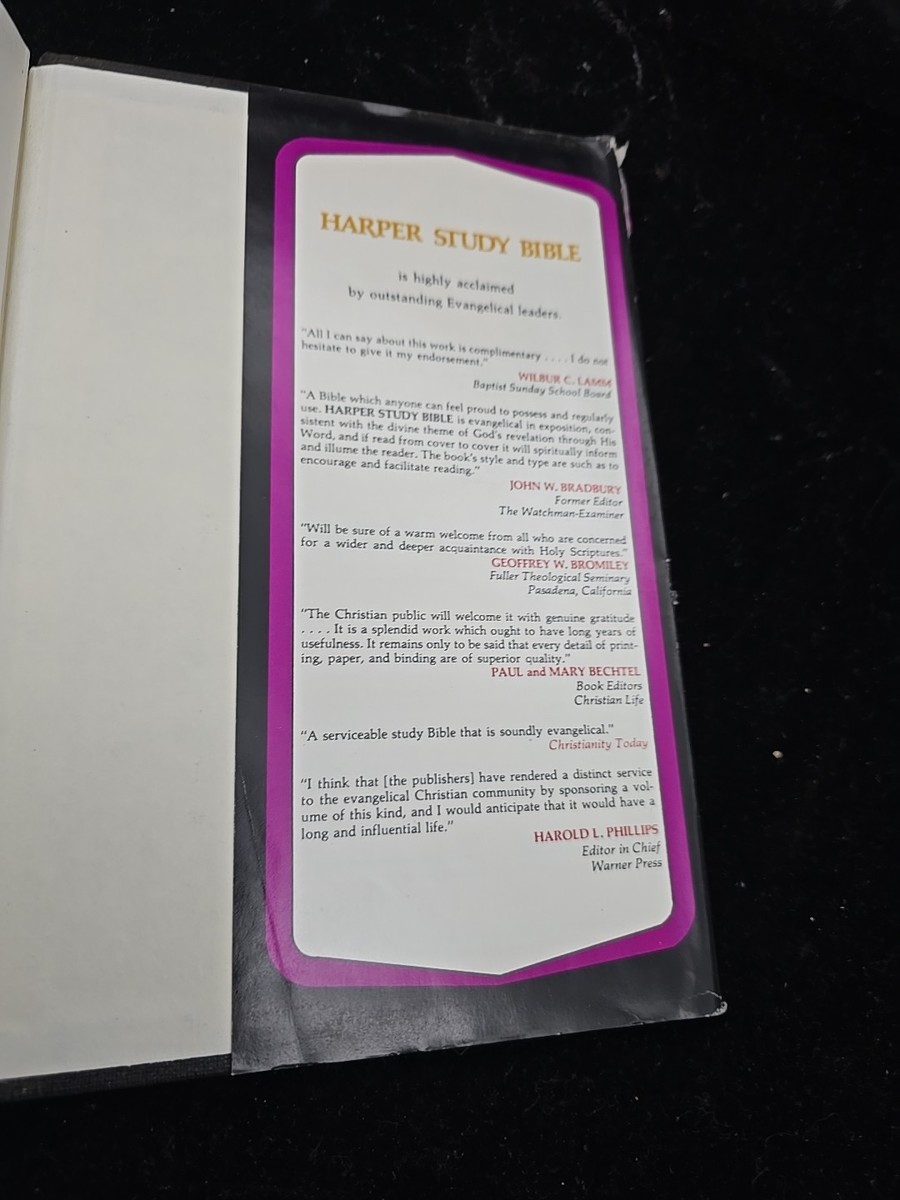 HARPER STUDY BIBLE
is highly acclaimed
by outstanding Evangelical leaders.
"All I can say about this work is complimentary . . . . I do not
hesitate to give it my endorsement."
WILBUR C. LAMM
Baptist Sunday School Board
"A Bible which anyone can feel proud to possess and regularly
use. HARPER STUDY BIBLE is evangelical in exposition, con-
sistent with the divine theme of God's revelation through His
Word, and if read from cover to cover it will spiritually inform
and illume the reader. The book's style and type are such as to
encourage and facilitate reading."
JOHN W. BRADBURY
Former Editor
The Watchman-Examiner
"Will be sure of a warm welcome from all who are concerned
for a wider and deeper acquaintance with Holy Scriptures."
GEOFFREY W. BROMILEY
Fuller Theological Seminary
Pasadena, California
"The Christian public will welcome it with genuine gratitude
. . . . It is a splendid work which ought to have long years of
usefulness. It remains only to be said that every detail of print-
ing, paper, and binding are of superior quality."
PAUL and MARY BECHTEL
Book Editors
Christian Life
"A serviceable study Bible that is soundly evangelical."
Christianity Today
"I think that [the publishers] have rendered a distinct service
to the evangelical Christian community by sponsoring a vol-
ume of this kind, and I would anticipate that it would have a
long and influential life."
HAROLD L. PHILLIPS
Editor in Chief
Warner Press